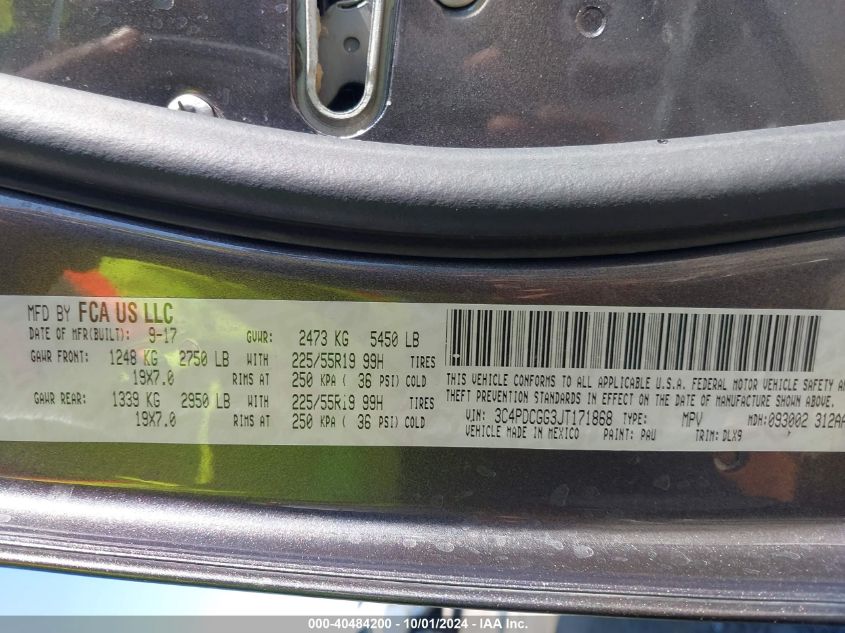 MFD BY FCA US LLC
DATE OF MFR(BUILT): 9-17 GVWR: 2473 KG 5450 LB
GAWR FRONT: 1248 KG 2750 LB WITH 225/55R19 99H TIRES
19X7.0 RIMS AT 250 KPA ( 36 PSI) COLD
GAWR REAR: 1339 KG 2950 LB WITH 225/55R19 99H TIRES
19X7.0 RIMS AT 250 KPA ( 36 PSI) COLD
THIS VEHICLE CONFORMS TO ALL APPLICABLE U.S.A. FEDERAL MOTOR VEHICLE SAFETY AN
THEFT PREVENTION STANDARDS IN EFFECT ON THE DATE OF MANUFACTURE SHOWN ABOVE.
VIN: 3C4PDCGG3JT171868 TYPE: MPV MDH: 093002 312AA
VEHICLE MADE IN MEXICO PAINT: PAU TRIM: DLX9
000-40484200 - 10/01/2024 - IAA Inc.